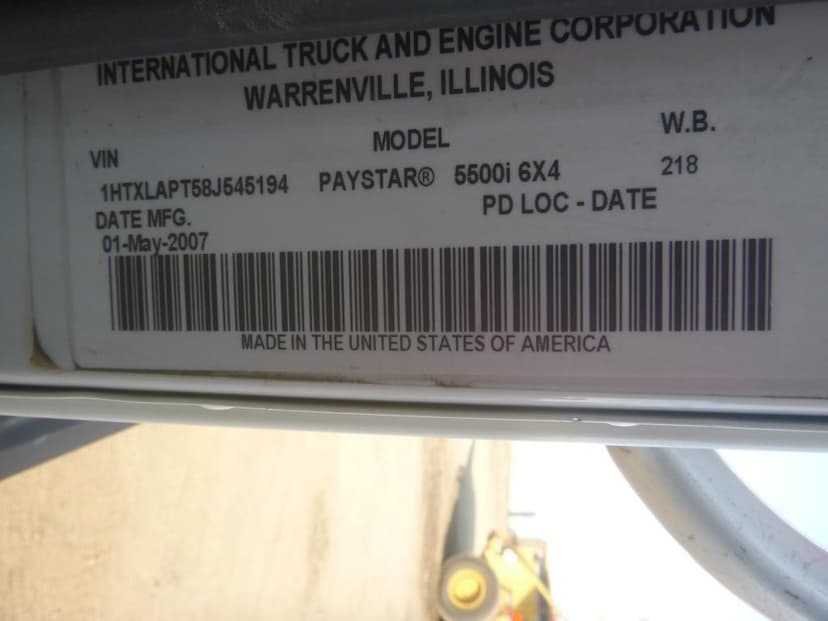 INTERNATIONAL TRUCK AND ENGINE CORPORATION
WARRENVILLE, ILLINOIS
VIN MODEL W.B.
1HTXLAPT58J545194 PAYSTAR® 5500i 6X4 218
DATE MFG. PD LOC - DATE
01-May-2007
MADE IN THE UNITED STATES OF AMERICA